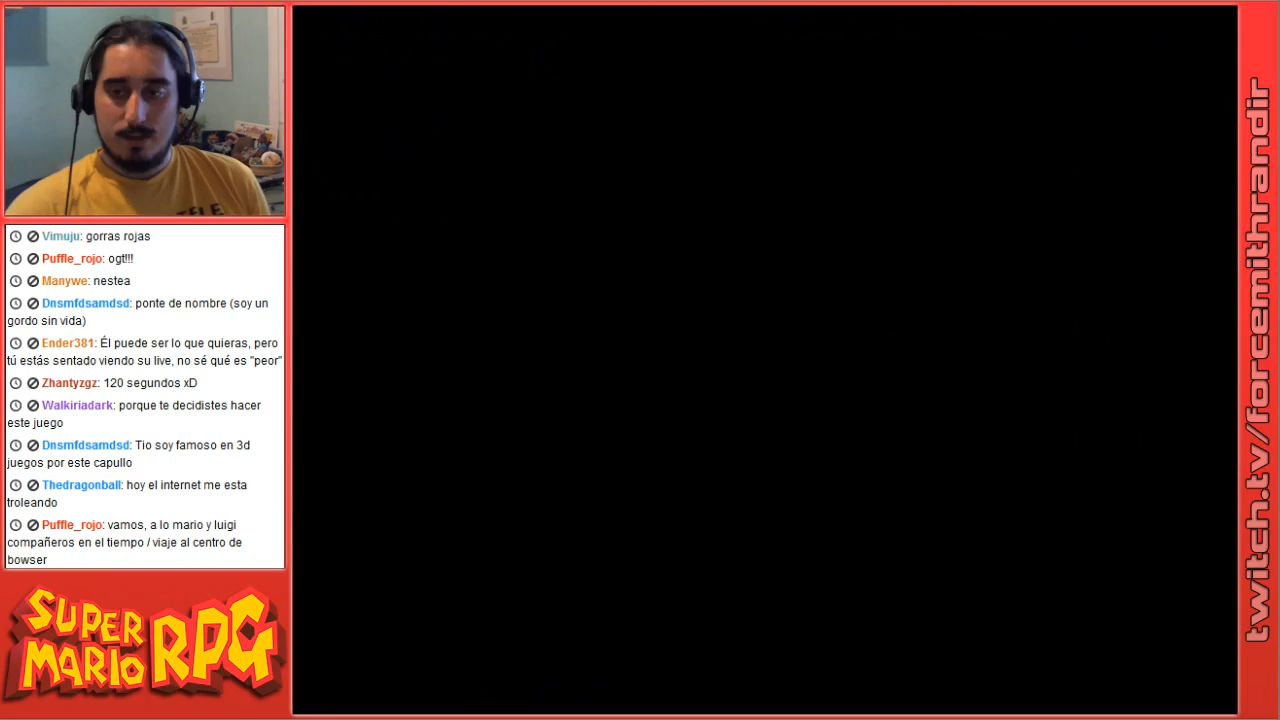 TELE
Vimuju: gorras rojas
Puffle_rojo: ogt!!!
Manywe: nestea
Dnsmfdsamdsd: ponte de nombre (soy un
gordo sin vida)
Ender381: Él puede ser lo que quieras, pero
tú estás sentado viendo su live, no sé qué es "peor"
Zhantyzgz: 120 segundos xD
Walkiriadark: porque te decidistes hacer
este juego
Dnsmfdsamdsd: Tio soy famoso en 3d
juegos por este capullo
Thedragonball: hoy el internet me esta
troleando
Puffle_rojo: vamos, a lo mario y luigi
compañeros en el tiempo / viaje al centro de
bowser
SUPER
MARIO RPG
twitch.tv/forcemithrandir